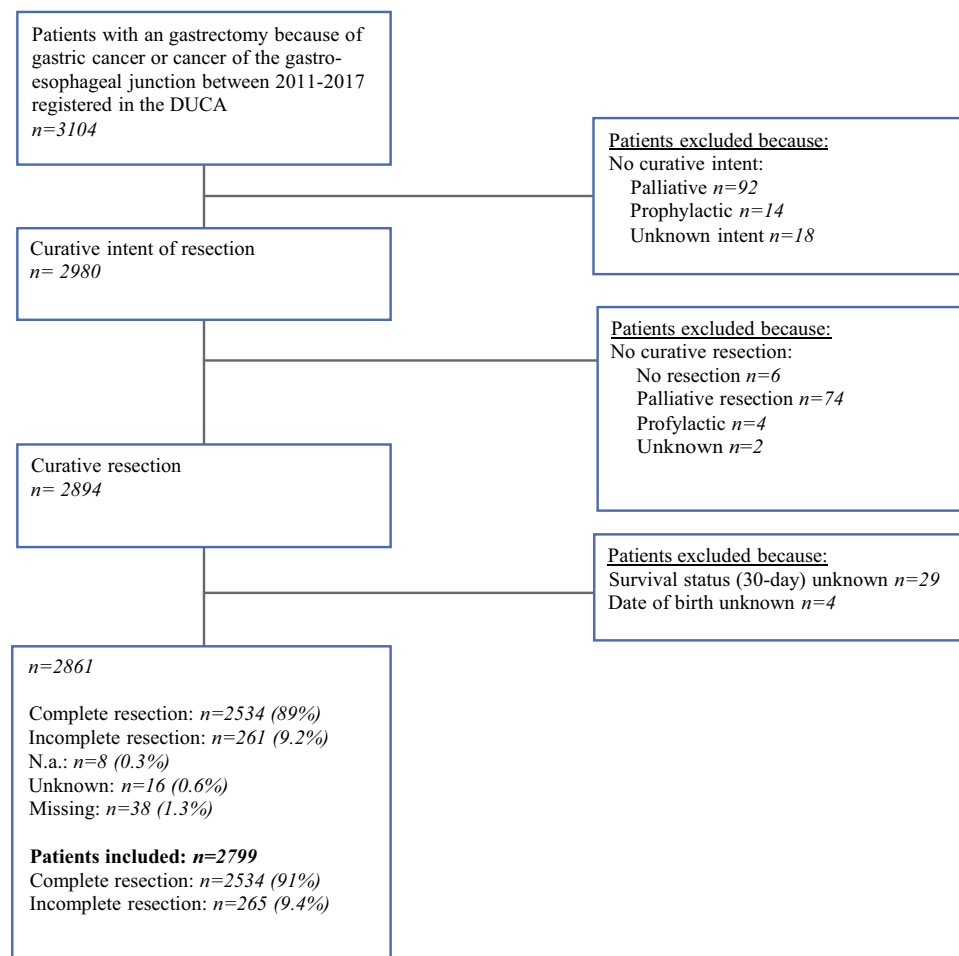 Patients with an gastrectomy because of
gastric cancer or cancer of the gastro-
esophageal junction between 2011-2017
registered in the DUCA
n=3104
Patients excluded because:
No curative intent:
Palliative n=92
Prophylactic n=14
Unknown intent n=18
Curative intent of resection
n= 2980
Patients excluded because:
No curative resection:
No resection n=6
Palliative resection n=74
Profylactic n=4
Unknown n=2
Curative resection
n= 2894
Patients excluded because:
Survival status (30-day) unknown n=29
Date of birth unknown n=4
n=2861
Complete resection: n=2534 (89%)
Incomplete resection: n=261 (9.2%)
N.a.: n=8 (0.3%)
Unknown: n=16 (0.6%)
Missing: n=38 (1.3%)
Patients included: n=2799
Complete resection: n=2534 (91%)
Incomplete resection: n=265 (9.4%)